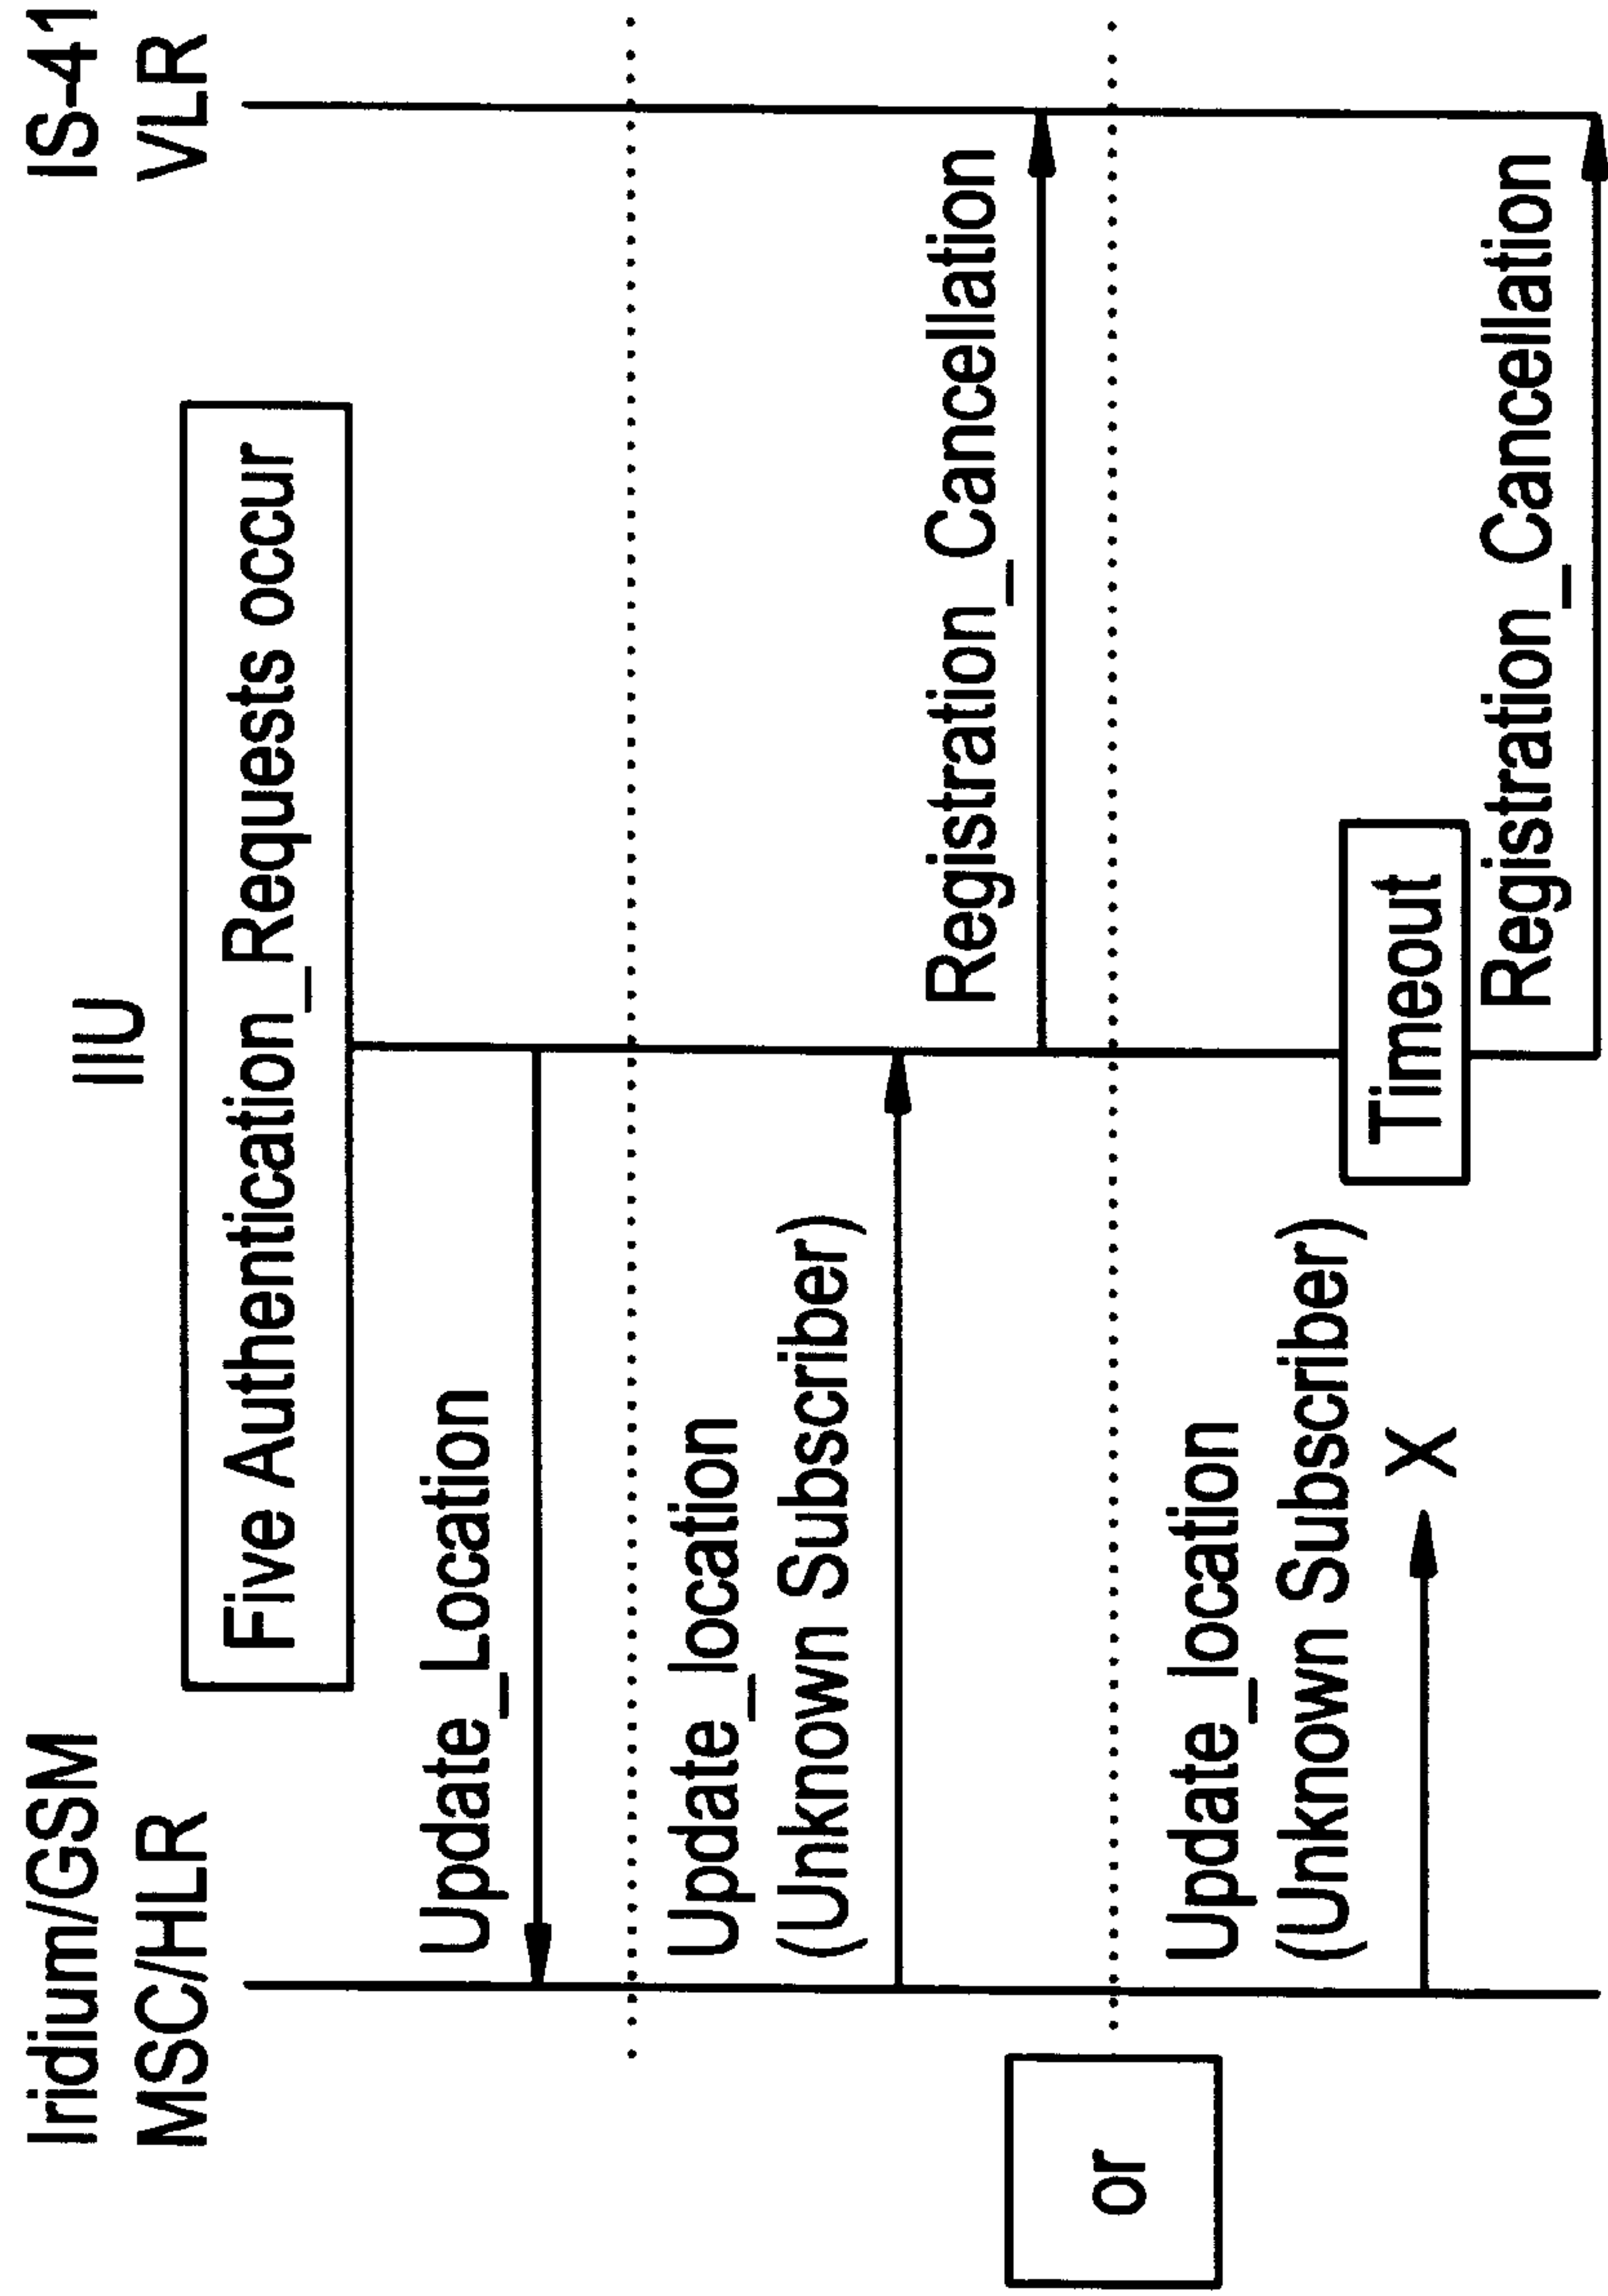 Iridium/GSM
MSC/HLR
IIU
IS-41
VLR
Five Authentication_Requests occur
Update_Location
Update_location
(Unknown Subscriber)
Registration_Cancellation
or
Update_location
(Unknown Subscriber)
X
Timeout
Registration_Cancellation